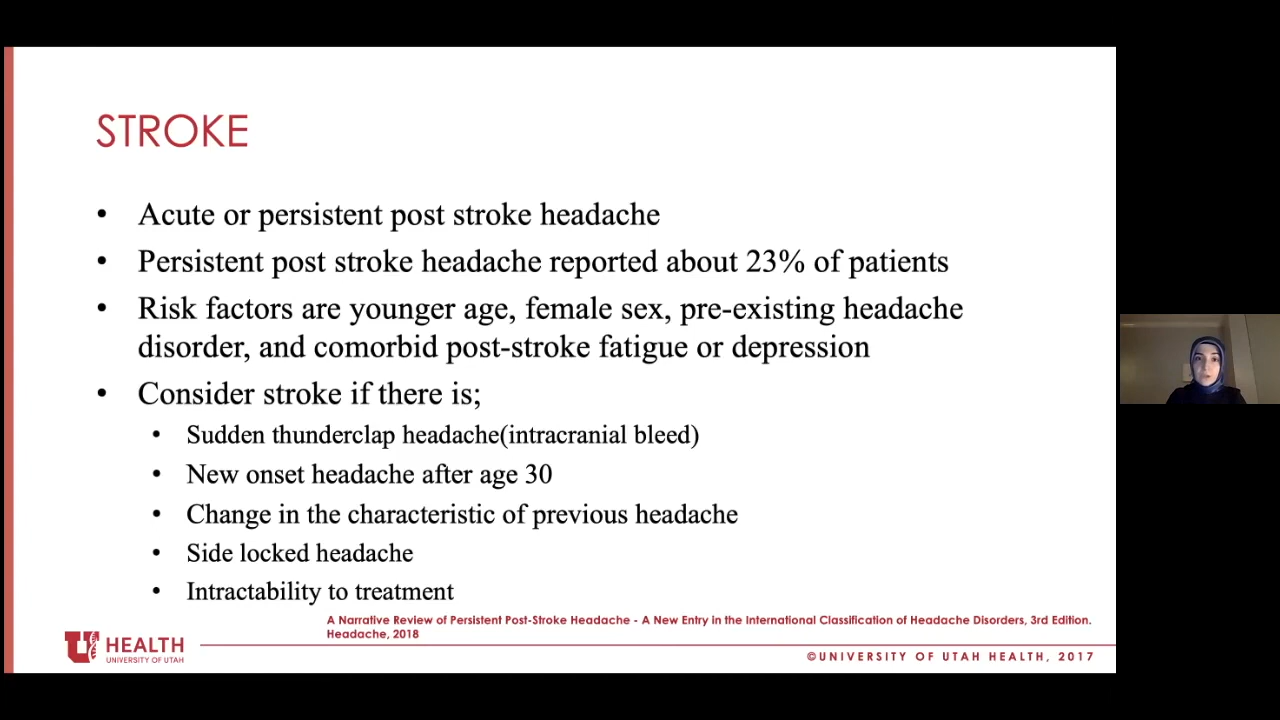 STROKE
• Acute or persistent post stroke headache
• Persistent post stroke headache reported about 23% of patients
• Risk factors are younger age, female sex, pre-existing headache
disorder, and comorbid post-stroke fatigue or depression
• Consider stroke if there is;
• Sudden thunderclap headache(intracranial bleed)
• New onset headache after age 30
• Change in the characteristic of previous headache
• Side locked headache
• Intractability to treatment
A Narrative Review of Persistent Post-Stroke Headache - A New Entry in the International Classification of Headache Disorders, 3rd Edition.
Headache, 2018
U HEALTH
UNIVERSITY OF UTAH
©UNIVERSITY OF UTAH HEALTH, 2017